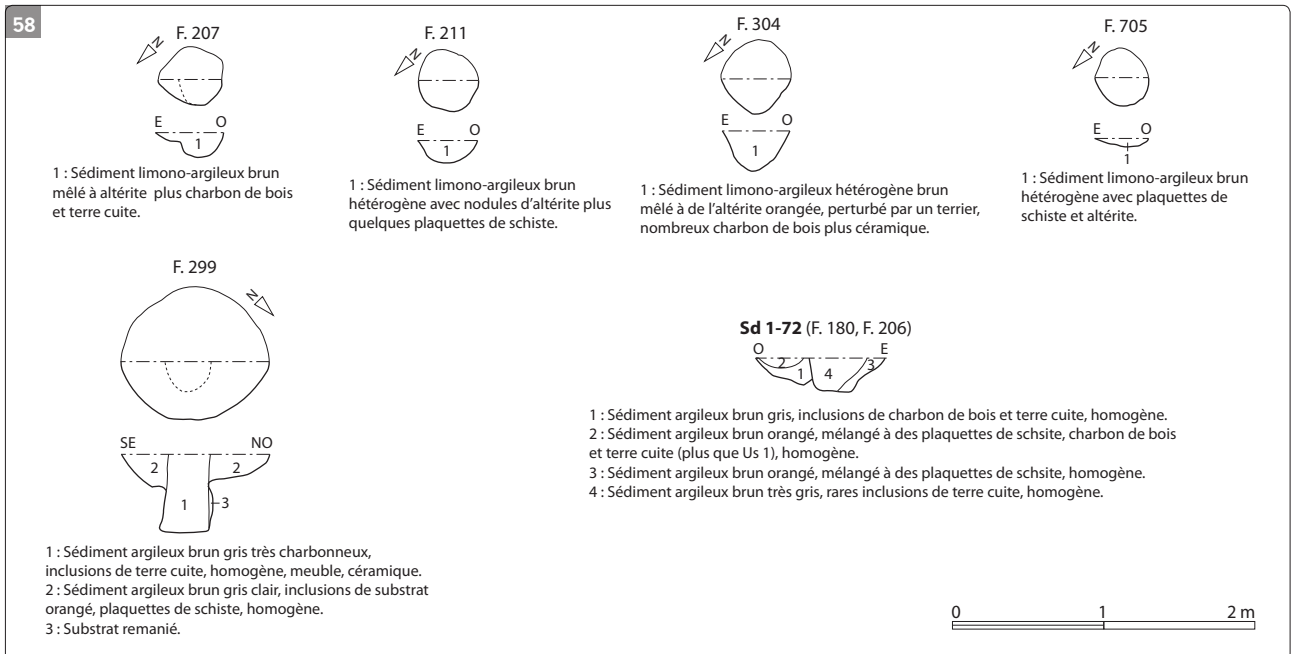 58
F. 207
N
E O
1
1 : Sédiment limono-argileux brun
mêlé à altérite plus charbon de bois
et terre cuite.
F. 211
N
E O
1
1 : Sédiment limono-argileux brun
hétérogène avec nodules d'altérite plus
quelques plaquettes de schiste.
F. 304
N
E O
1
1 : Sédiment limono-argileux hétérogène brun
mêlé à de l'altérite orangée, perturbé par un terrier,
nombreux charbon de bois plus céramique.
F. 705
N
E O
1
1 : Sédiment limono-argileux brun
hétérogène avec plaquettes de
schiste et altérite.
F. 299
N
SE NO
2 2
1 3
1 : Sédiment argileux brun gris très charbonneux,
inclusions de terre cuite, homogène, meuble, céramique.
2 : Sédiment argileux brun gris clair, inclusions de substrat
orangé, plaquettes de schiste, homogène.
3 : Substrat remanié.
Sd 1-72 (F. 180, F. 206)
O E
2 1 4 3
1 : Sédiment argileux brun gris, inclusions de charbon de bois et terre cuite, homogène.
2 : Sédiment argileux brun orangé, mélangé à des plaquettes de schsite, charbon de bois
et terre cuite (plus que Us 1), homogène.
3 : Sédiment argileux brun orangé, mélangé à des plaquettes de schsite, homogène.
4 : Sédiment argileux brun très gris, rares inclusions de terre cuite, homogène.
0 1 2 m